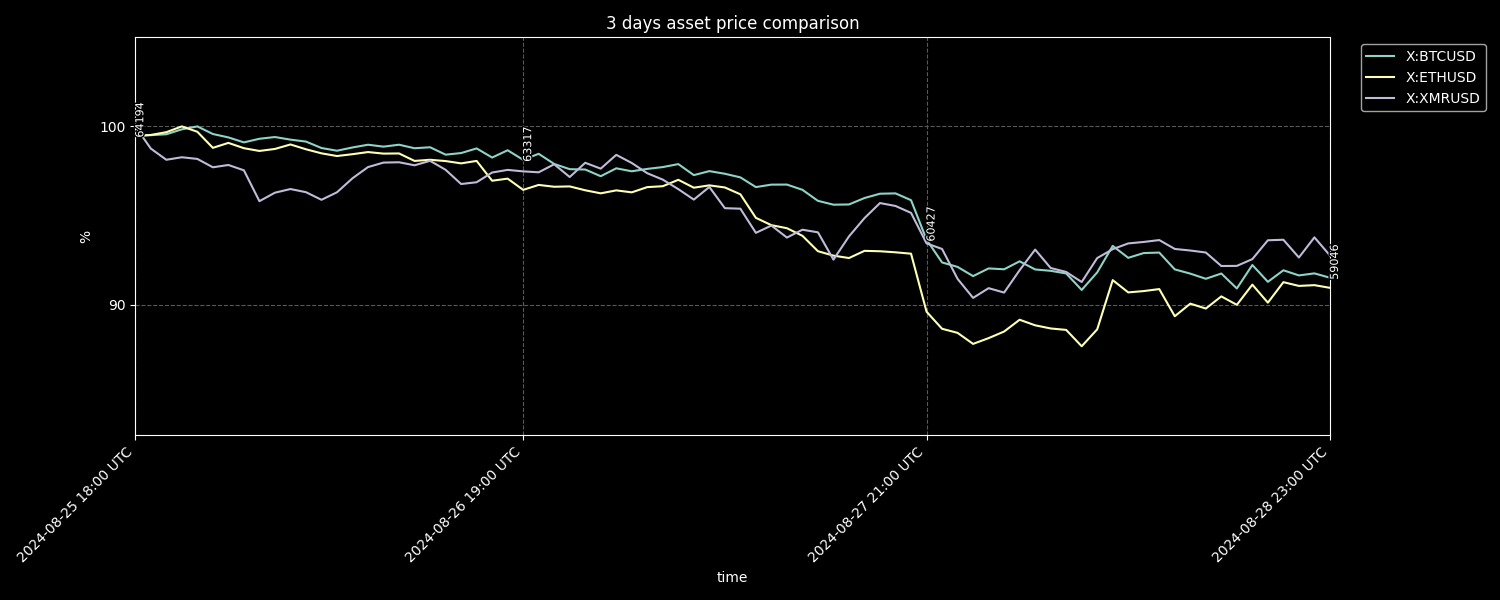 3 days asset price comparison
X:BTCUSD
X:ETHUSD
X:XMRUSD
100
90
%
64194
63317
60427
59046
2024-08-25 18:00 UTC
2024-08-26 19:00 UTC
2024-08-27 21:00 UTC
2024-08-28 23:00 UTC
time